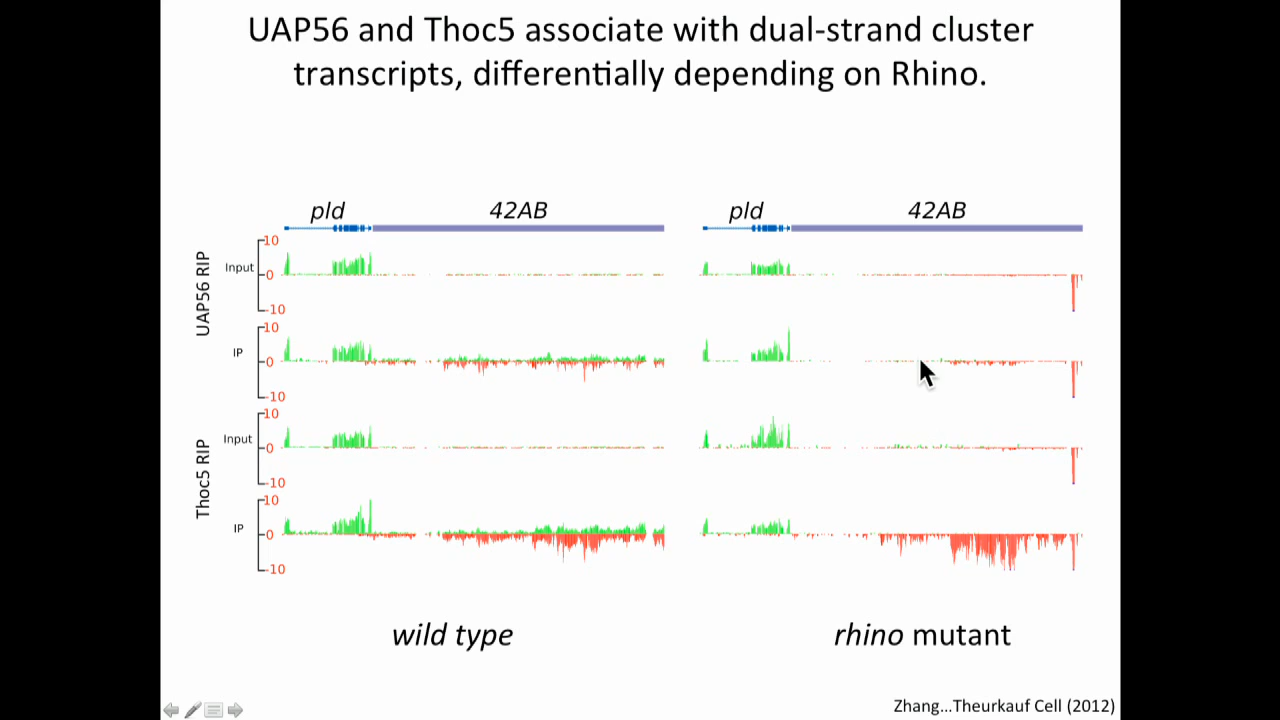 UAP56 and Thoc5 associate with dual-strand cluster
transcripts, differentially depending on Rhino.
pld 42AB pld 42AB
UAP56 RIP
Input
10
0
-10
IP
10
0
-10
Thoc5 RIP
Input
10
0
-10
IP
10
0
-10
wild type rhino mutant
Zhang...Theurkauf Cell (2012)